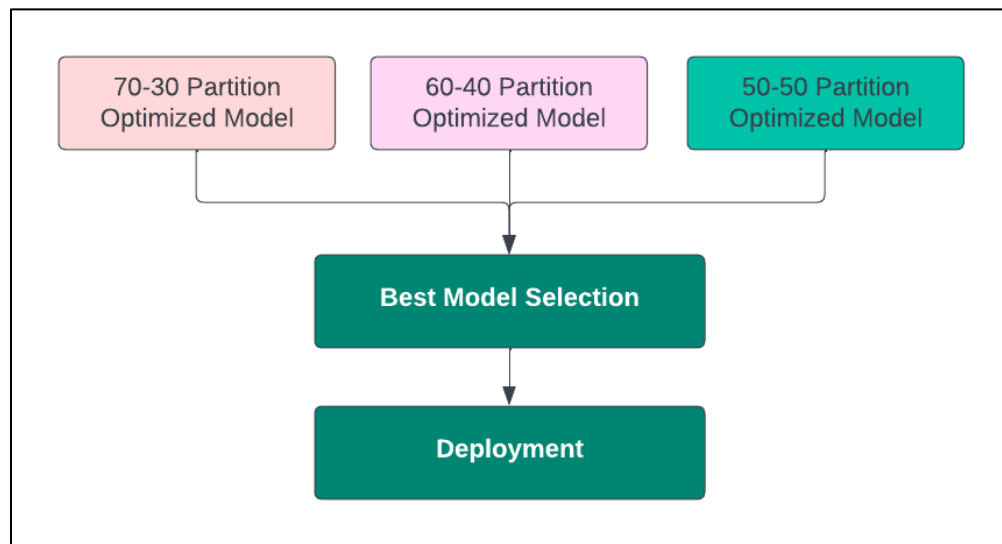 70-30 Partition
Optimized Model
60-40 Partition
Optimized Model
50-50 Partition
Optimized Model
Best Model Selection
Deployment